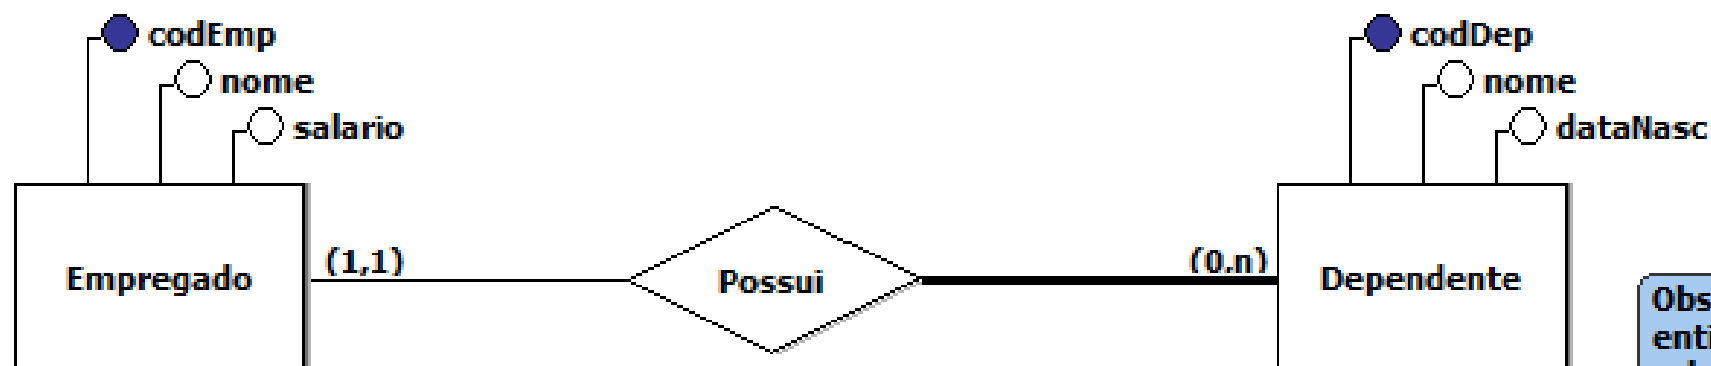 codEmp
nome
salario
codDep
nome
dataNasc
Empregado
(1,1)
Possui
(0.n)
Dependente
Obs
enti